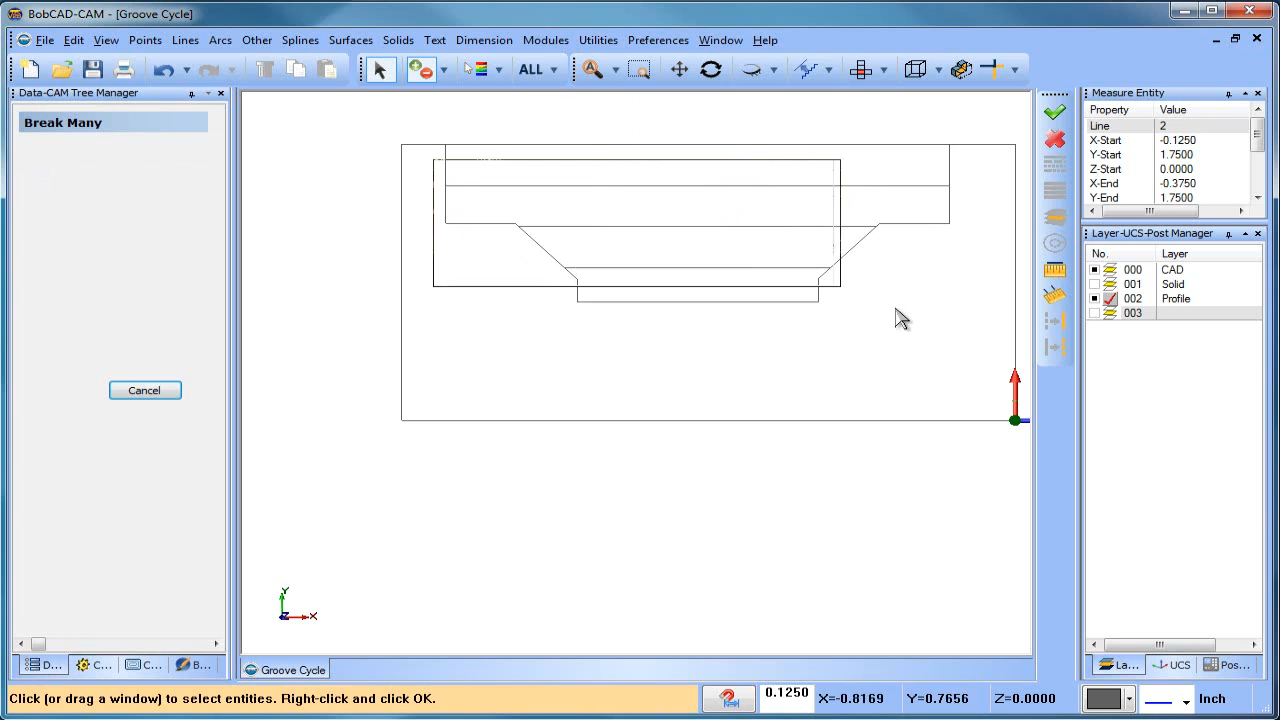 BobCAD-CAM - [Groove Cycle]
File Edit View Points Lines Arcs Other Splines Surfaces Solids Text Dimension Modules Utilities Preferences Window Help
ALL
Data-CAM Tree Manager
Break Many
Cancel
D... C... C... B...
Measure Entity
Property Value
Line 2
X-Start -0.1250
Y-Start 1.7500
Z-Start 0.0000
X-End -0.3750
Y-End 1.7500
Layer-UCS-Post Manager
No. Layer
000 CAD
001 Solid
002 Profile
003
La... UCS Pos...
Y
Z
X
Groove Cycle
Click (or drag a window) to select entities. Right-click and click OK.
0.1250 X=-0.8169 Y=0.7656 Z=0.0000 Inch